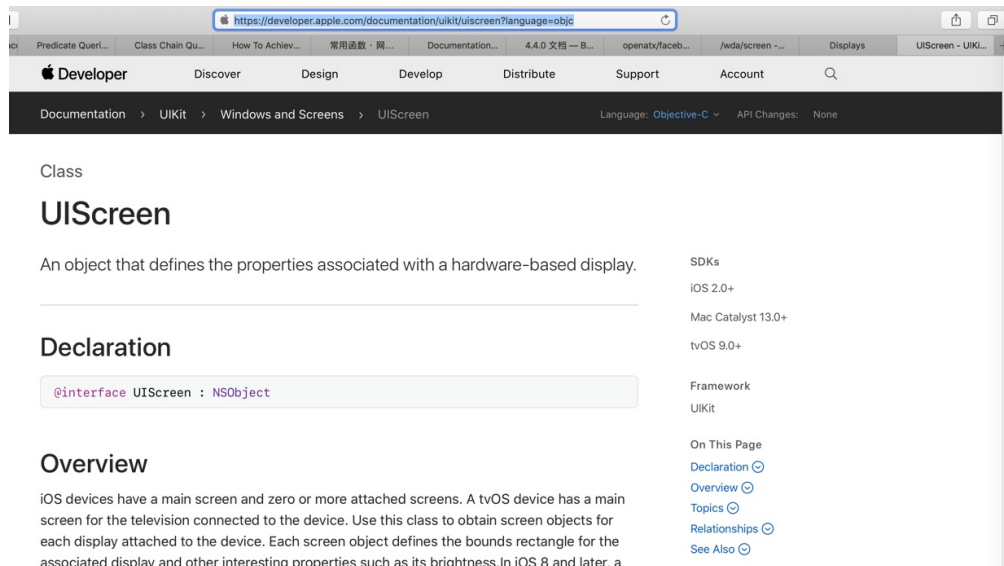 https://developer.apple.com/documentation/uikit/uiscreen?language=objc
Predicate Queri... Class Chain Qu... How To Achiev... 常用函数 · 网... Documentation... 4.4.0 文档 — B... openatx/faceb... /wda/screen -... Displays UIScreen - UIKi...
Developer Discover Design Develop Distribute Support Account
Documentation > UIKit > Windows and Screens > UIScreen Language: Objective-C API Changes: None
Class
UIScreen
An object that defines the properties associated with a hardware-based display.
Declaration
@interface UIScreen : NSObject
Overview
iOS devices have a main screen and zero or more attached screens. A tvOS device has a main
screen for the television connected to the device. Use this class to obtain screen objects for
each display attached to the device. Each screen object defines the bounds rectangle for the
associated display and other interesting properties such as its brightness.In iOS 8 and later, a
SDKs
iOS 2.0+
Mac Catalyst 13.0+
tvOS 9.0+
Framework
UIKit
On This Page
Declaration
Overview
Topics
Relationships
See Also